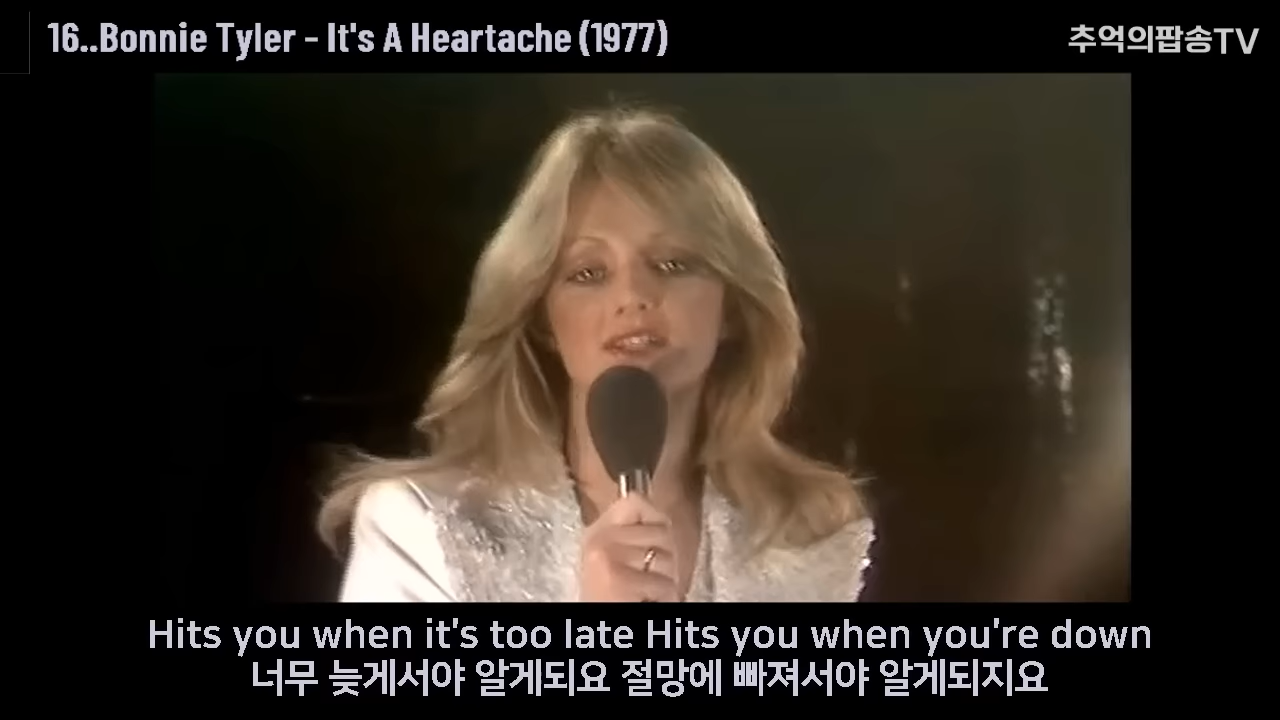 16..Bonnie Tyler - It's A Heartache (1977)
추억의팝송TV
Hits you when it's too late Hits you when you're down
너무 늦게서야 알게되요 절망에 빠져서야 알게되지요